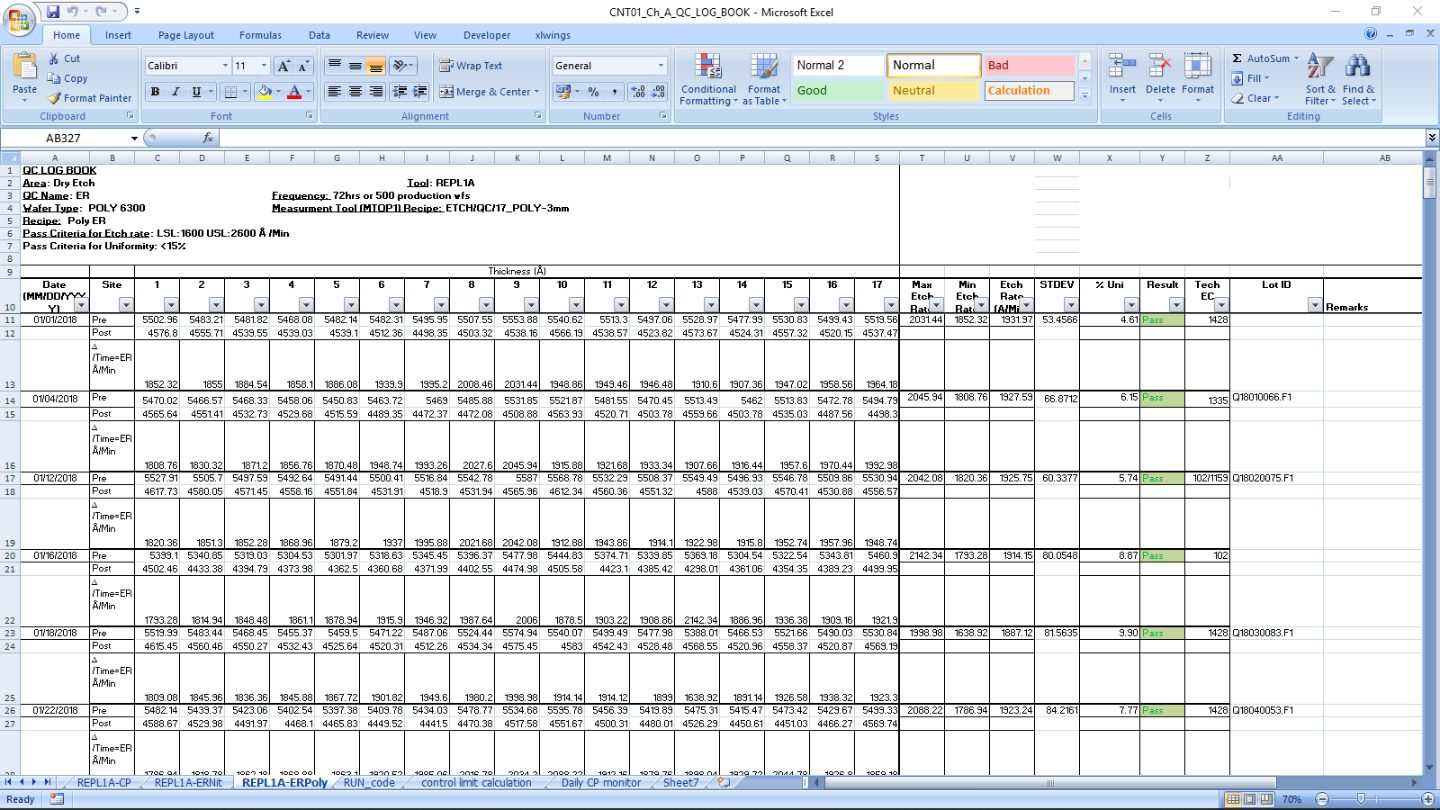 CNT01_Ch_A_QC_LOG_BOOK - Microsoft Excel
Home Insert Page Layout Formulas Data Review View Developer xlwings
Paste Cut Copy Format Painter Clipboard
Calibri 11 A A B I U A Font
Wrap Text Merge & Center Alignment
General % , Number
Conditional Formatting Format as Table
Normal 2 Normal Bad
Good Neutral Calculation
Styles
Insert Delete Format Cells
Σ AutoSum Fill Clear Sort & Filter Find & Select Editing
AB327 fx
A B C D E F G H I J K L M N O P Q R S T U V W X Y Z AA AB
1 QC LOG BOOK
2 Area: Dry Etch Tool: REPL1A
3 QC Name: ER Frequency: 72hrs or 500 production wfs
4 Wafer Type: POLY 6300 Measurment Tool (MTOP1) Recipe: ETCH/QC/17_POLY-3mm
5 Recipe: Poly ER
6 Pass Criteria for Etch rate: LSL:1600 USL:2600 Å /Min
7 Pass Criteria for Uniformity: <15%
8
9 Thickness (Å)
10 Date (MM/DD/YYYY) Site 1 2 3 4 5 6 7 8 9 10 11 12 13 14 15 16 17 Max Etch Rat Min Etch Rat Etch Rate (A/Mi STDEV % Uni Result Tech EC Lot ID Remarks
11 01/01/2018 Pre 5502.96 5483.21 5481.82 5468.08 5482.14 5482.31 5495.95 5507.55 5553.88 5540.62 5513.3 5497.06 5528.97 5477.99 5530.83 5499.43 5519.56 2031.44 1852.32 1931.97 53.4566 4.61 Pass 1428
12 Post 4576.8 4555.71 4539.55 4539.03 4539.1 4512.36 4498.35 4503.32 4538.16 4566.19 4538.57 4523.82 4573.67 4524.31 4557.32 4520.15 4537.47
13 Δ /Time=ER Å/Min 1852.32 1855 1884.54 1858.1 1886.08 1939.9 1995.2 2008.46 2031.44 1948.86 1949.46 1946.48 1910.6 1907.36 1947.02 1958.56 1964.18
14 01/04/2018 Pre 5470.02 5466.57 5468.33 5458.06 5450.83 5463.72 5469 5485.88 5531.85 5521.87 5481.55 5470.45 5513.49 5462 5513.83 5472.78 5494.79 2045.94 1808.76 1927.59 66.8712 6.15 Pass 1335 Q18010066.F1
15 Post 4565.64 4551.41 4532.73 4529.68 4515.59 4489.35 4472.37 4472.08 4508.88 4563.93 4520.71 4503.78 4559.66 4503.78 4535.03 4487.56 4498.3
16 Δ /Time=ER Å/Min 1808.76 1830.32 1871.2 1856.76 1870.48 1948.74 1993.26 2027.6 2045.94 1915.88 1921.68 1933.34 1907.66 1916.44 1957.6 1970.44 1992.98
17 01/12/2018 Pre 5527.91 5505.7 5497.59 5492.64 5491.44 5500.41 5516.84 5542.78 5587 5568.78 5532.29 5508.37 5549.49 5496.93 5546.78 5509.86 5530.94 2042.08 1820.36 1925.75 60.3377 5.74 Pass 102/1159 Q18020075.F1
18 Post 4617.73 4580.05 4571.45 4558.16 4551.84 4531.91 4518.9 4531.94 4565.96 4612.34 4560.36 4551.32 4588 4539.03 4570.41 4530.88 4556.57
19 Δ /Time=ER Å/Min 1820.36 1851.3 1852.28 1868.96 1879.2 1937 1995.88 2021.68 2042.08 1912.88 1943.86 1914.1 1922.98 1915.8 1952.74 1957.96 1948.74
20 01/16/2018 Pre 5399.1 5340.85 5319.03 5304.53 5301.97 5318.63 5345.45 5396.37 5477.98 5444.83 5374.71 5339.85 5369.18 5304.54 5322.54 5343.81 5460.9 2142.34 1793.28 1914.15 80.0548 8.87 Pass 102
21 Post 4502.46 4433.38 4394.79 4373.98 4362.5 4360.68 4371.99 4402.55 4474.98 4505.58 4423.1 4385.42 4298.01 4361.06 4354.35 4389.23 4499.95
22 Δ /Time=ER Å/Min 1793.28 1814.94 1848.48 1861.1 1878.94 1915.9 1946.92 1987.64 2006 1878.5 1903.22 1908.86 2142.34 1886.96 1936.38 1909.16 1921.9
23 01/18/2018 Pre 5519.99 5483.44 5468.45 5455.37 5459.5 5471.22 5487.06 5524.44 5574.94 5540.07 5499.49 5477.98 5388.01 5466.53 5521.66 5490.03 5530.84 1998.98 1638.92 1887.12 81.5635 9.90 Pass 1428 Q18030083.F1
24 Post 4615.45 4560.46 4550.27 4532.43 4525.64 4520.31 4512.26 4534.34 4575.45 4583 4542.43 4528.48 4568.55 4520.96 4558.37 4520.87 4569.19
25 Δ /Time=ER Å/Min 1809.08 1845.96 1836.36 1845.88 1867.72 1901.82 1949.6 1980.2 1998.98 1914.14 1914.12 1899 1638.92 1891.14 1926.58 1938.32 1923.3
26 01/22/2018 Pre 5482.14 5439.37 5423.06 5402.54 5397.38 5409.78 5434.03 5478.77 5534.68 5595.78 5456.39 5419.89 5475.31 5415.47 5473.42 5429.67 5499.33 2088.22 1786.94 1923.24 84.2161 7.77 Pass 1428 Q18040053.F1
27 Post 4588.67 4529.98 4491.97 4468.1 4465.83 4449.52 4441.5 4470.38 4517.58 4551.67 4500.31 4480.01 4526.29 4450.61 4451.03 4466.27 4569.74
Δ /Time=ER Å/Min
REPL1A-CP REPL1A-ERNit REPL1A-ERPoly RUN_code control limit calculation Daily CP monitor Sheet7
Ready 70%